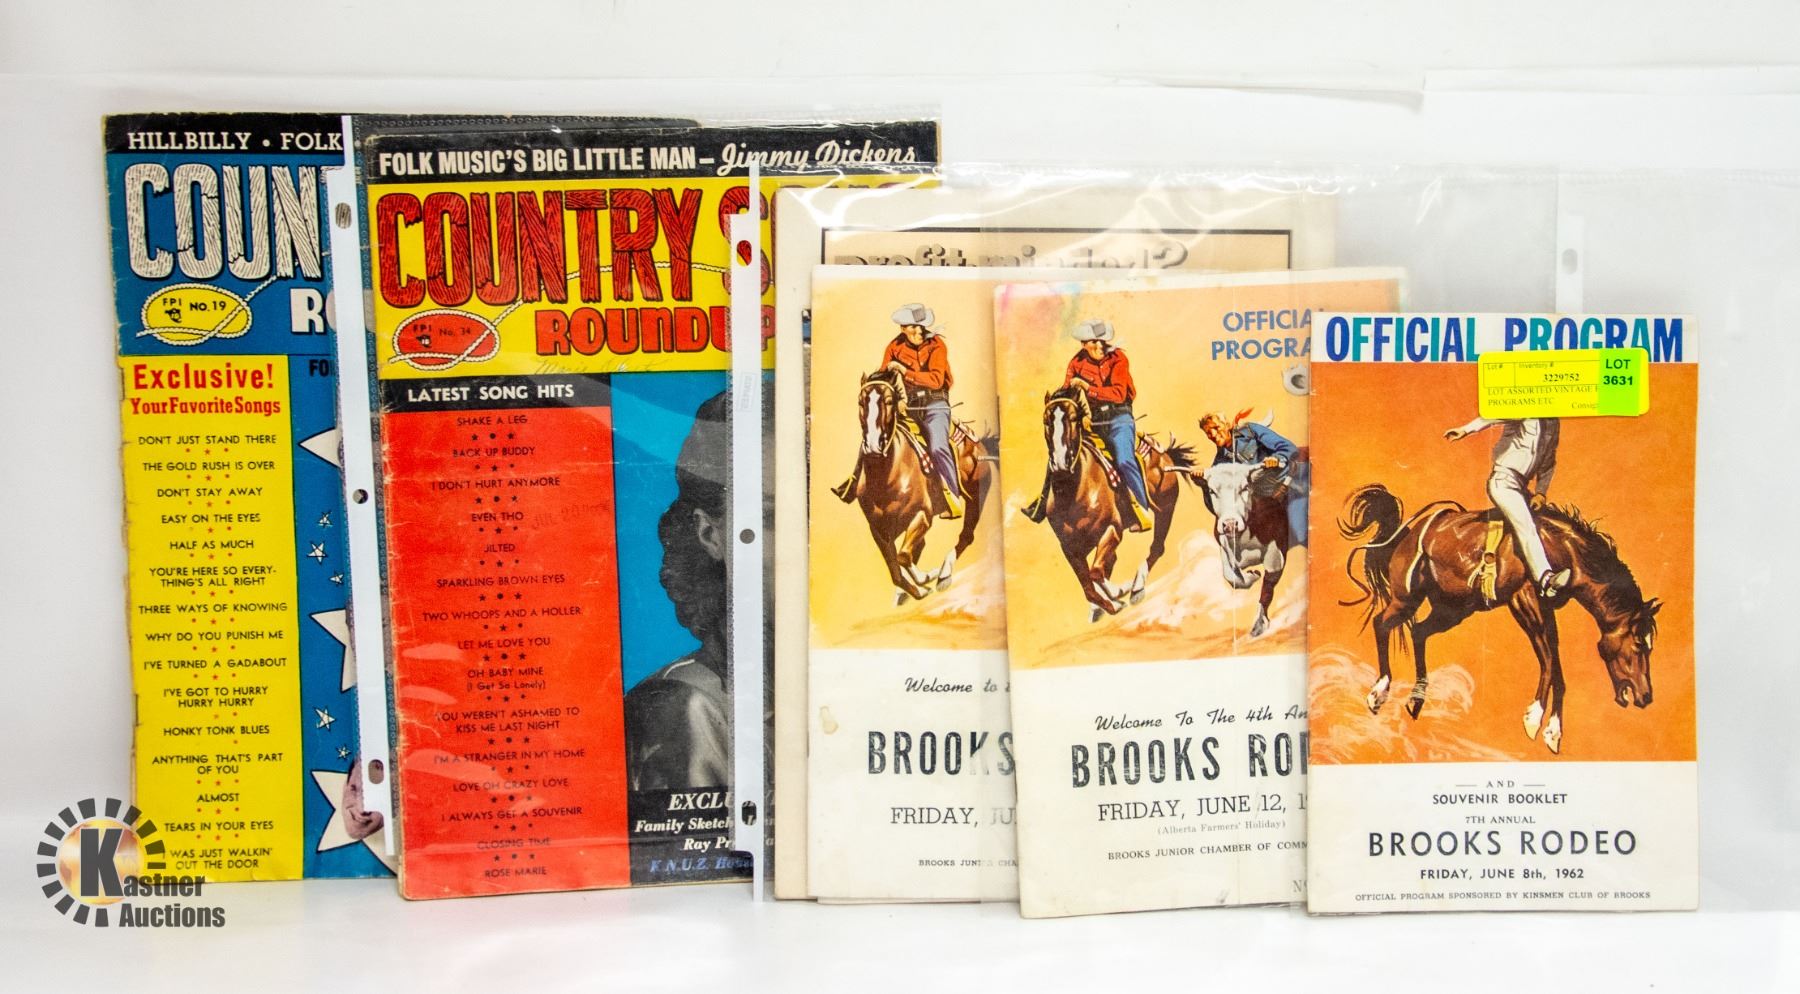 HILLBILLY • FOLK
COUN
FPI NO. 19
Exclusive!
Your Favorite Songs
DON'T JUST STAND THERE
THE GOLD RUSH IS OVER
DON'T STAY AWAY
EASY ON THE EYES
HALF AS MUCH
YOU'RE HERE SO EVERY-
THING'S ALL RIGHT
THREE WAYS OF KNOWING
WHY DO YOU PUNISH ME
I'VE TURNED A GADABOUT
I'VE GOT TO HURRY
HURRY HURRY
HONKY TONK BLUES
ANYTHING THAT'S PART
OF YOU
ALMOST
TEARS IN YOUR EYES
WAS JUST WALKIN'
OUT THE DOOR
FOLK MUSIC'S BIG LITTLE MAN – Jimmy Dickens
COUNTRY
FPI No. 34
ROUNDUP
LATEST SONG HITS
SHAKE A LEG
BACK UP BUDDY
I DON'T HURT ANYMORE
EVEN THO
JILTED
SPARKLING BROWN EYES
TWO WHOOPS AND A HOLLER
LET ME LOVE YOU
OH BABY MINE
(I Get So Lonely)
YOU WEREN'T ASHAMED TO
KISS ME LAST NIGHT
I'M A STRANGER IN MY HOME
LOVE OH CRAZY LOVE
I ALWAYS GET A SOUVENIR
CLOSING TIME
ROSE MARIE
Family Sketch
K.N.U.Z.
profit minded?
Welcome to
BROOKS
FRIDAY,
BROOKS
OFFICIAL
PROGRA
Welcome To The 4th An
BROOKS RO
FRIDAY, JUNE 12, 1
(Alberta Farmers' Holiday)
BROOKS JUNIOR CHAMBER OF COMM
OFFICIAL PROGRAM
Lot # Inventory #
3229752
LOT ASSORTED VINTAGE
PROGRAMS ETC
Consig
LOT
3631
— AND —
SOUVENIR BOOKLET
7TH ANNUAL
BROOKS RODEO
FRIDAY, JUNE 8th, 1962
OFFICIAL PROGRAM SPONSORED BY KINSMEN CLUB OF BROOKS
Kastner
Auctions